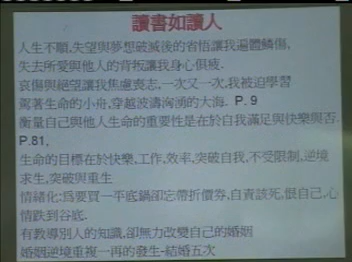 讀書如讀人
人生不順,失望與夢想破滅後的省悟讓我遍體鱗傷,
失去所愛與他人的背叛讓我身心俱疲.
哀傷與絕望讓我焦慮喪志,一次又一次,我被迫學習
駕著生命的小舟,穿越波濤洶湧的大海. P. 9
衡量自己與他人生命的重要性是在於自我滿足與快樂與否.
P.81,
生命的目標在於快樂,工作,效率,突破自我,不受限制,逆境
求生,突破與重生
情緒化:為要買一平底鍋卻忘帶折價券,自責該死,恨自己,心
情跌到谷底.
有教導別人的知識,卻無力改變自己的婚姻
婚姻逆境重複一再的發生-結婚五次